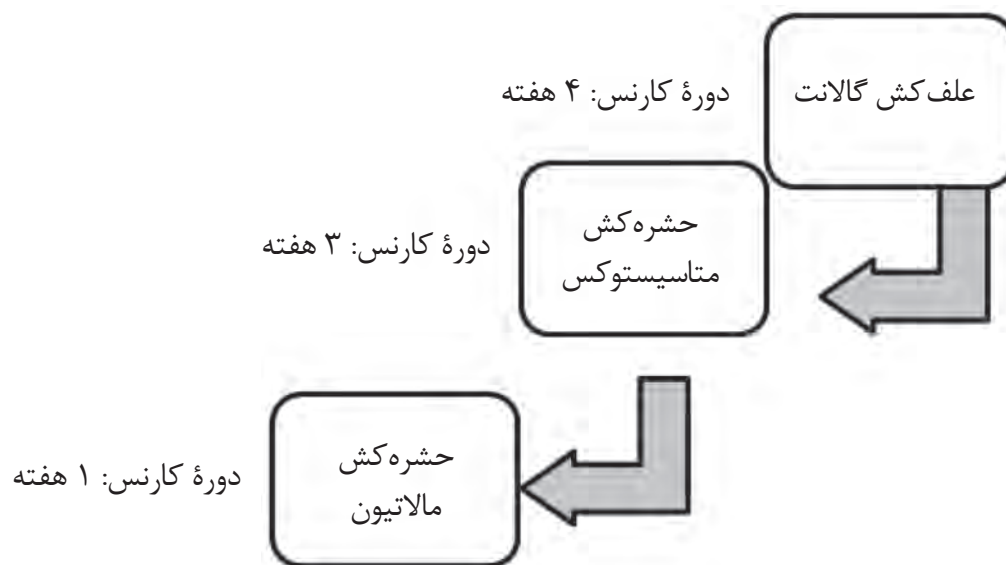 علف‌کش گالانت
دورهٔ کارنس: ۴ هفته
حشره‌کش
متاسیستوکس
دورهٔ کارنس: ۳ هفته
حشره‌کش
مالاتیون
دورهٔ کارنس: ۱ هفته